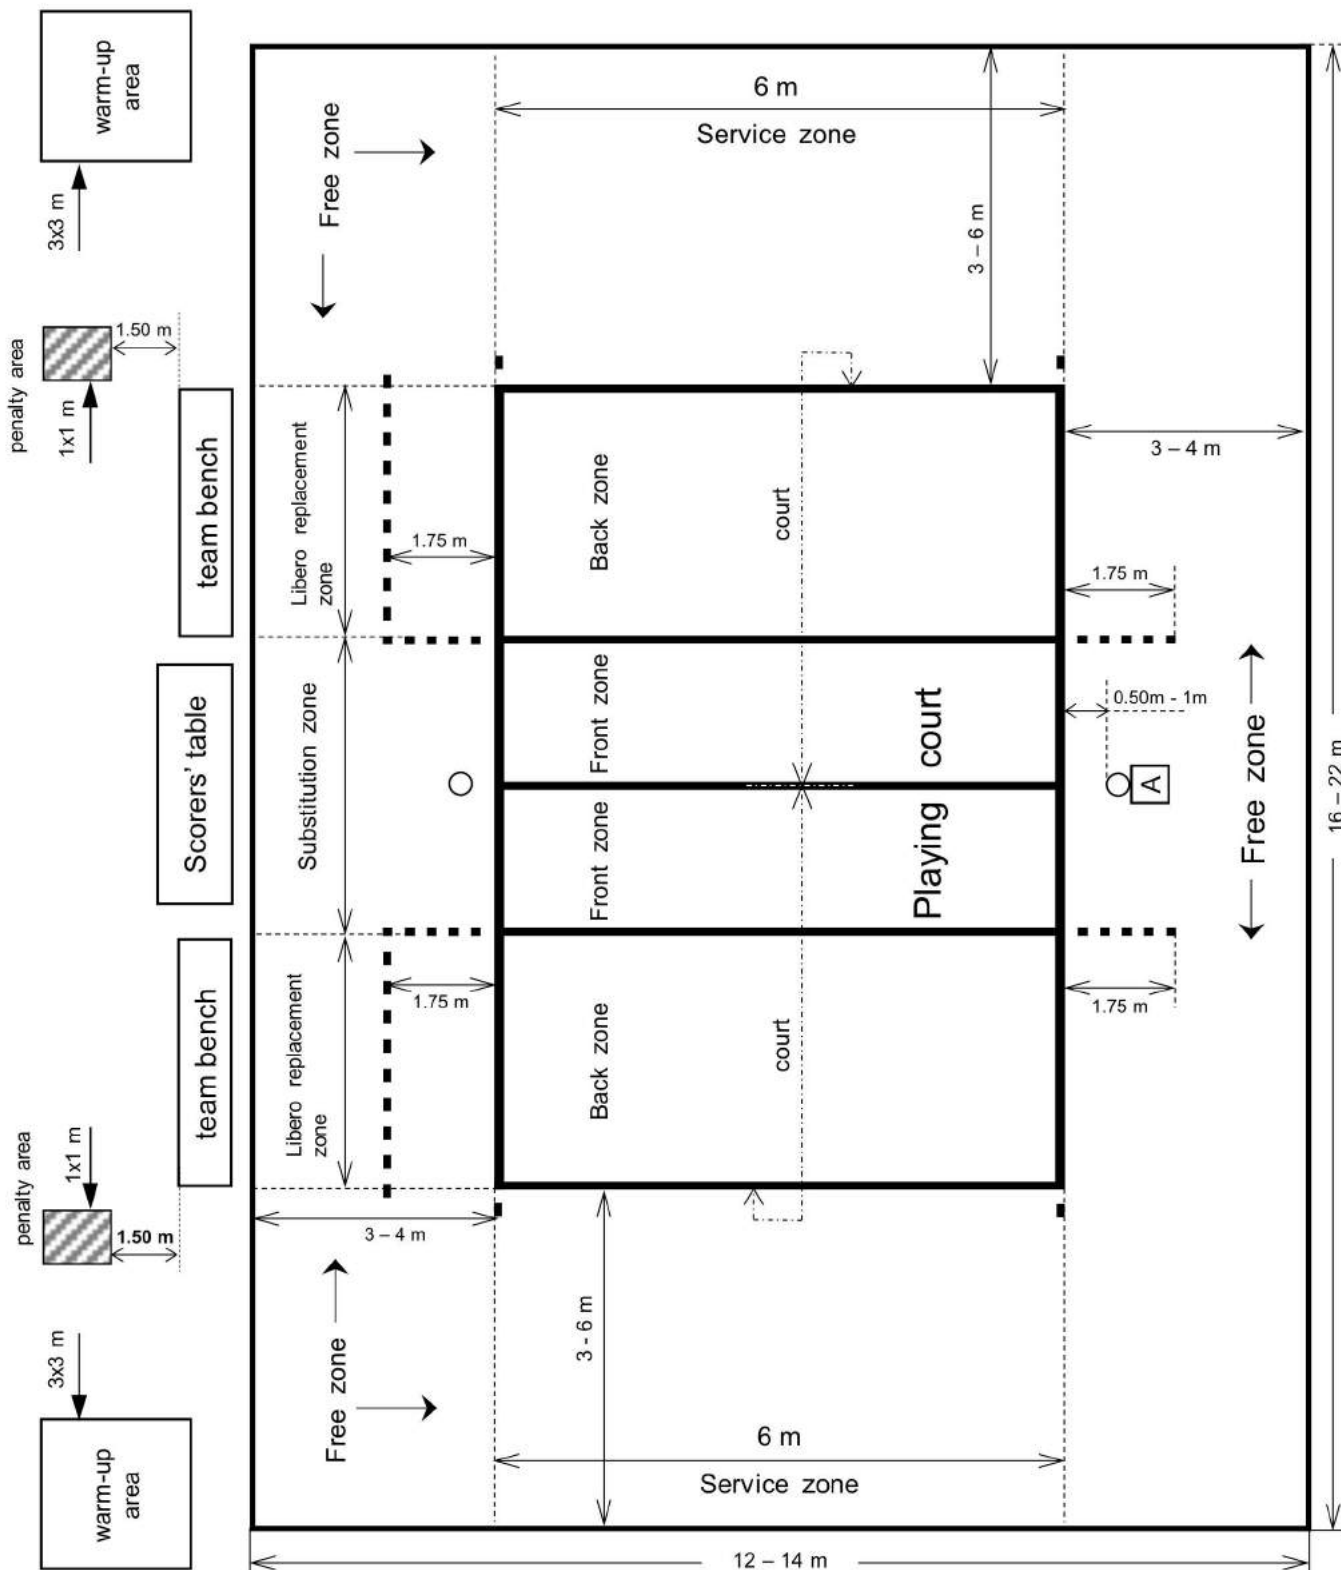 warm-up
area
3x3 m
penalty area
1x1 m
1.50 m
team bench
Scorers' table
team bench
penalty area
1x1 m
1.50 m
3x3 m
warm-up
area
Free zone
6 m
Service zone
3 – 6 m
Libero replacement
zone
1.75 m
Back zone
court
3 – 4 m
1.75 m
Substitution zone
Front zone
Front zone
Playing court
0.50m - 1m
A
Free zone
16 – 22 m
Libero replacement
zone
1.75 m
Back zone
court
1.75 m
3 – 4 m
Free zone
3 - 6 m
6 m
Service zone
12 – 14 m